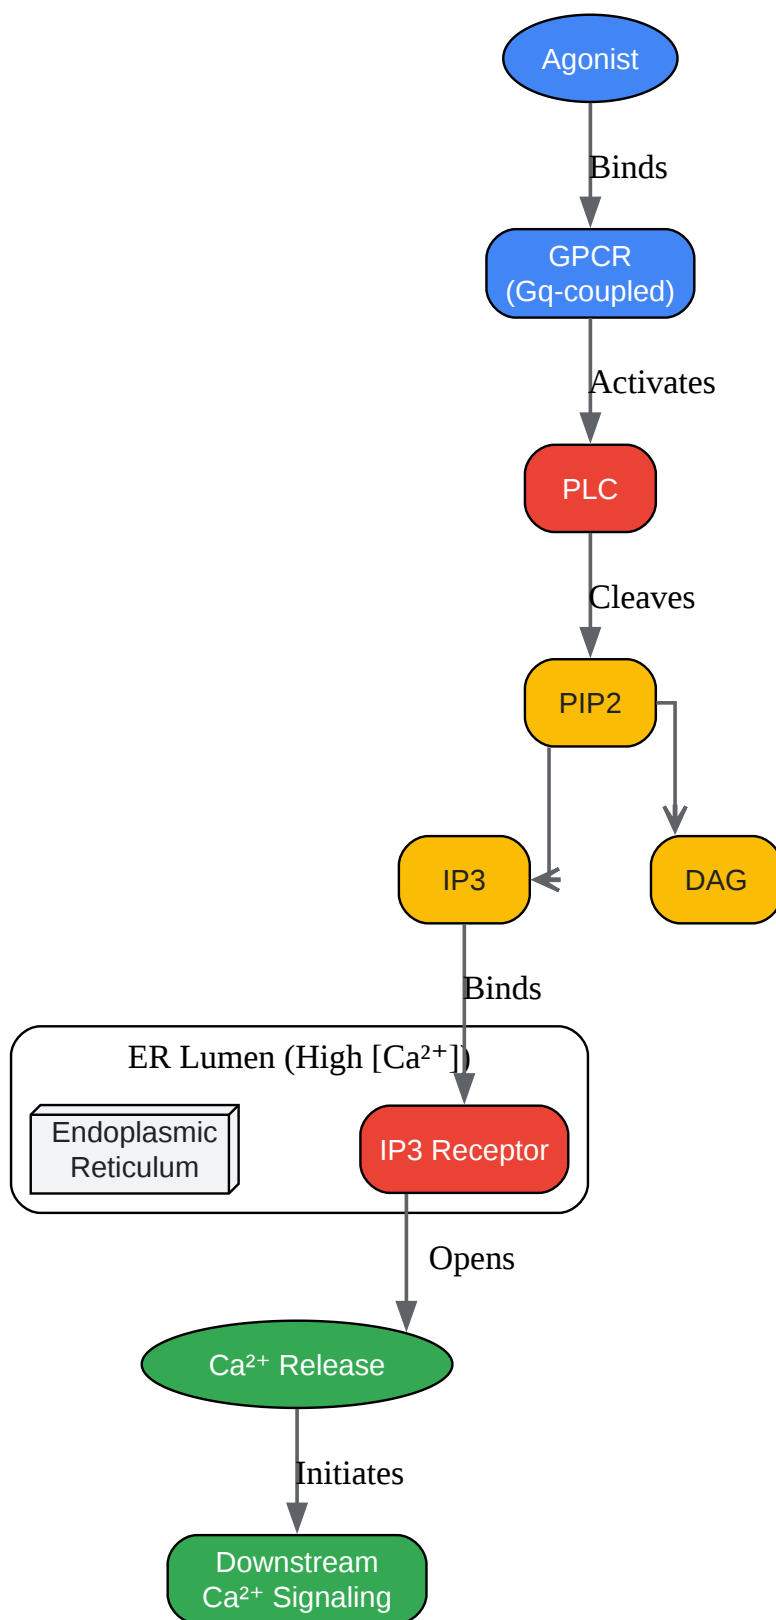 Agonist
Binds
GPCR
(Gq-coupled)
Activates
PLC
Cleaves
PIP2
IP3
DAG
Binds
ER Lumen (High [Ca²⁺])
Endoplasmic
Reticulum
IP3 Receptor
Opens
Ca²⁺ Release
Initiates
Downstream
Ca²⁺ Signaling